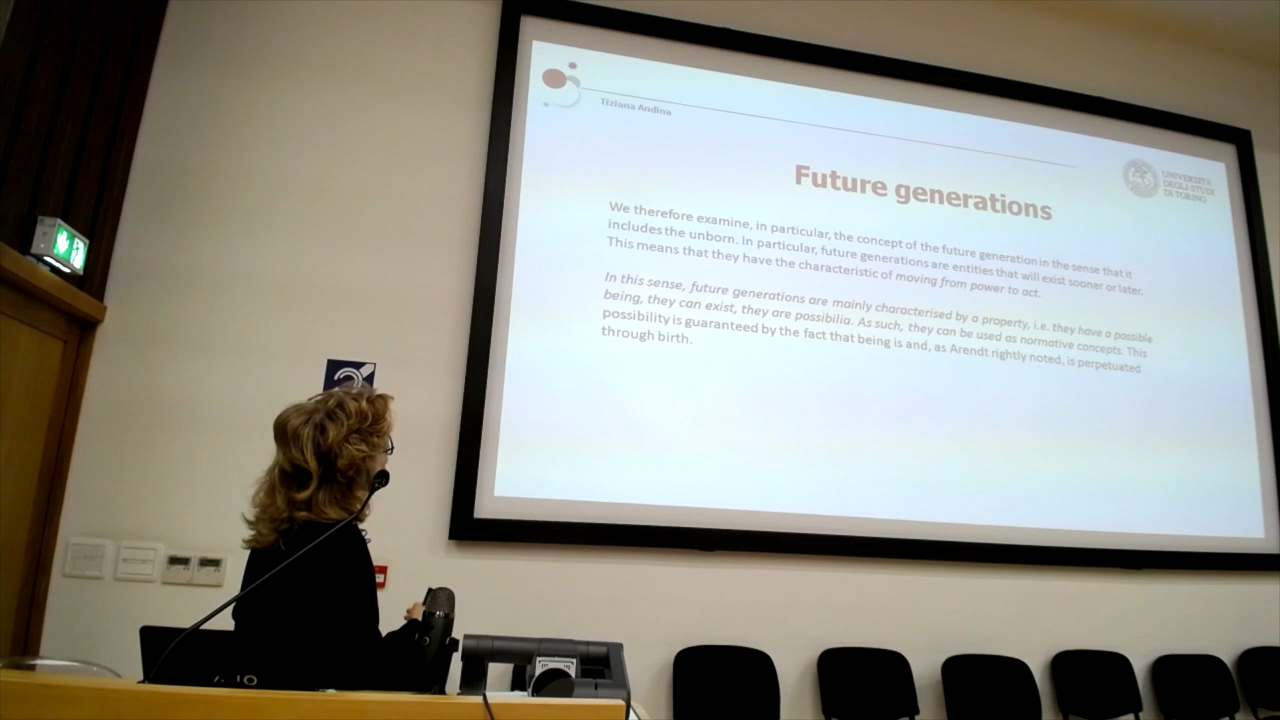 Tiziana Andina
UNIVERSITÀ
DEGLI STUDI
DI TORINO
Future generations
We therefore examine, in particular, the concept of the future generation in the sense that it
includes the unborn. In particular, future generations are entities that will exist sooner or later.
This means that they have the characteristic of moving from power to act.
In this sense, future generations are mainly characterised by a property, i.e. they have a possible
being, they can exist, they are possibilia. As such, they can be used as normative concepts. This
possibility is guaranteed by the fact that being is and, as Arendt rightly noted, is perpetuated
through birth.